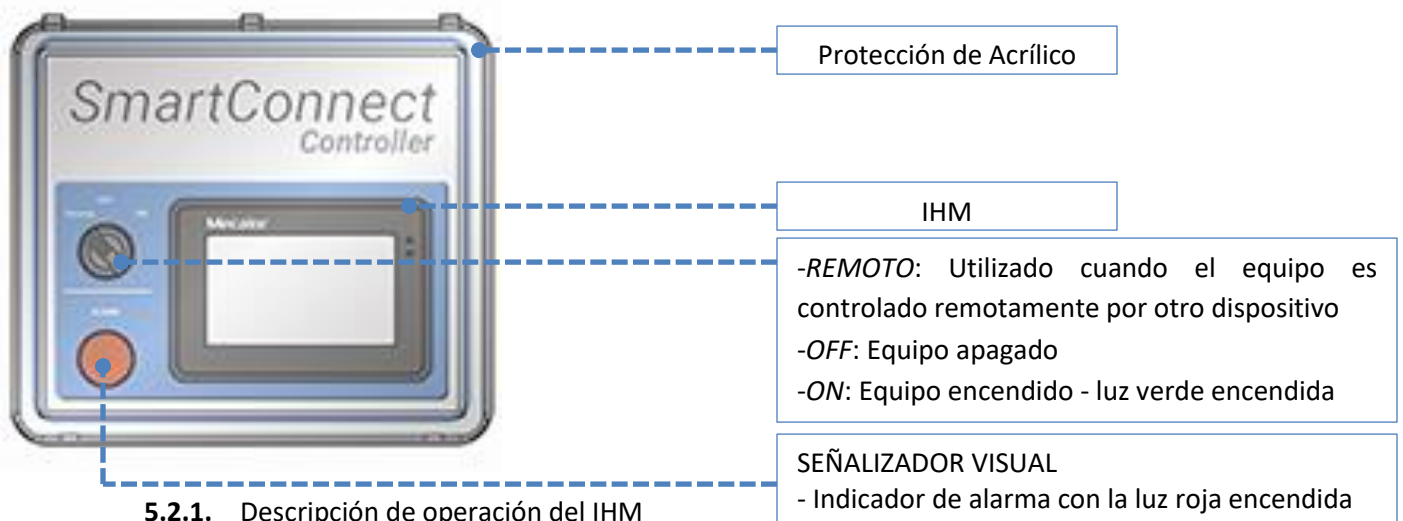 Protección de Acrílico
SmartConnect
Controller
IHM
-REMOTO: Utilizado cuando el equipo es
controlado remotamente por otro dispositivo
-OFF: Equipo apagado
-ON: Equipo encendido - luz verde encendida
SEÑALIZADOR VISUAL
- Indicador de alarma con la luz roja encendida
5.2.1. Descripción de operación del IHM